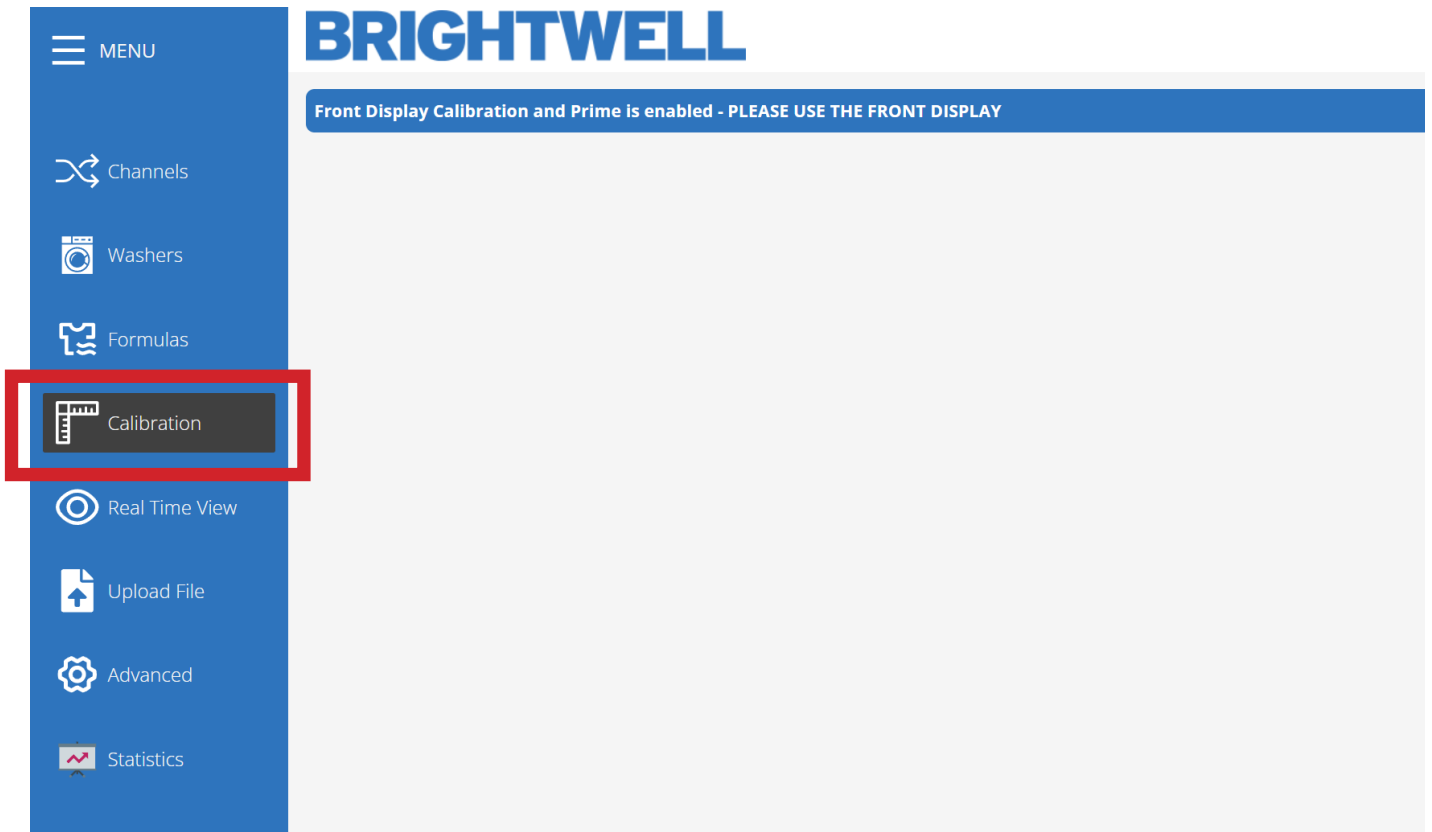 MENU
BRIGHTWELL
Front Display Calibration and Prime is enabled - PLEASE USE THE FRONT DISPLAY
Channels
Washers
Formulas
Calibration
Real Time View
Upload File
Advanced
Statistics